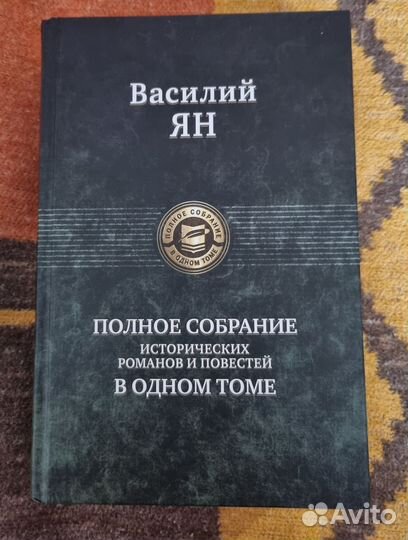 Василий
ЯН
ПОЛНОЕ СОБРАНИЕ
В ОДНОМ ТОМЕ
ПОЛНОЕ СОБРАНИЕ
ИСТОРИЧЕСКИХ
РОМАНОВ И ПОВЕСТЕЙ
В ОДНОМ ТОМЕ
Avito